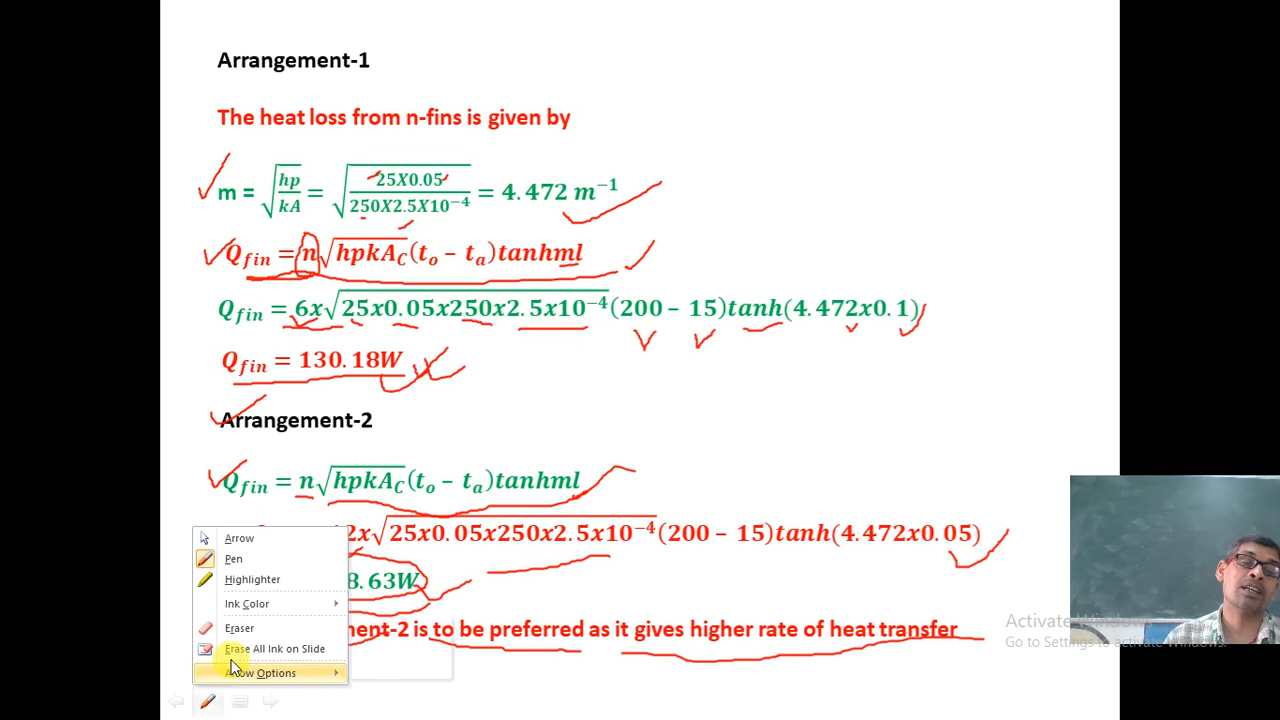 Arrangement-1
The heat loss from n-fins is given by
m = √(hp/kA) = √(25X0.05/250X2.5X10⁻⁴) = 4.472 m⁻¹
Q_fin = n√(hpkA_C)(t_o − t_a)tanhml
Q_fin = 6x√(25x0.05x250x2.5x10⁻⁴)(200 − 15)tanh(4.472x0.1)
Q_fin = 130.18W
Arrangement-2
Q_fin = n√(hpkA_C)(t_o − t_a)tanhml
2x√(25x0.05x250x2.5x10⁻⁴)(200 − 15)tanh(4.472x0.05)
8.63W
ment-2 is to be preferred as it gives higher rate of heat transfer
Arrow
Pen
Highlighter
Ink Color
Eraser
Erase All Ink on Slide
Options
Activate Windows
Go to Settings to activate Windows.